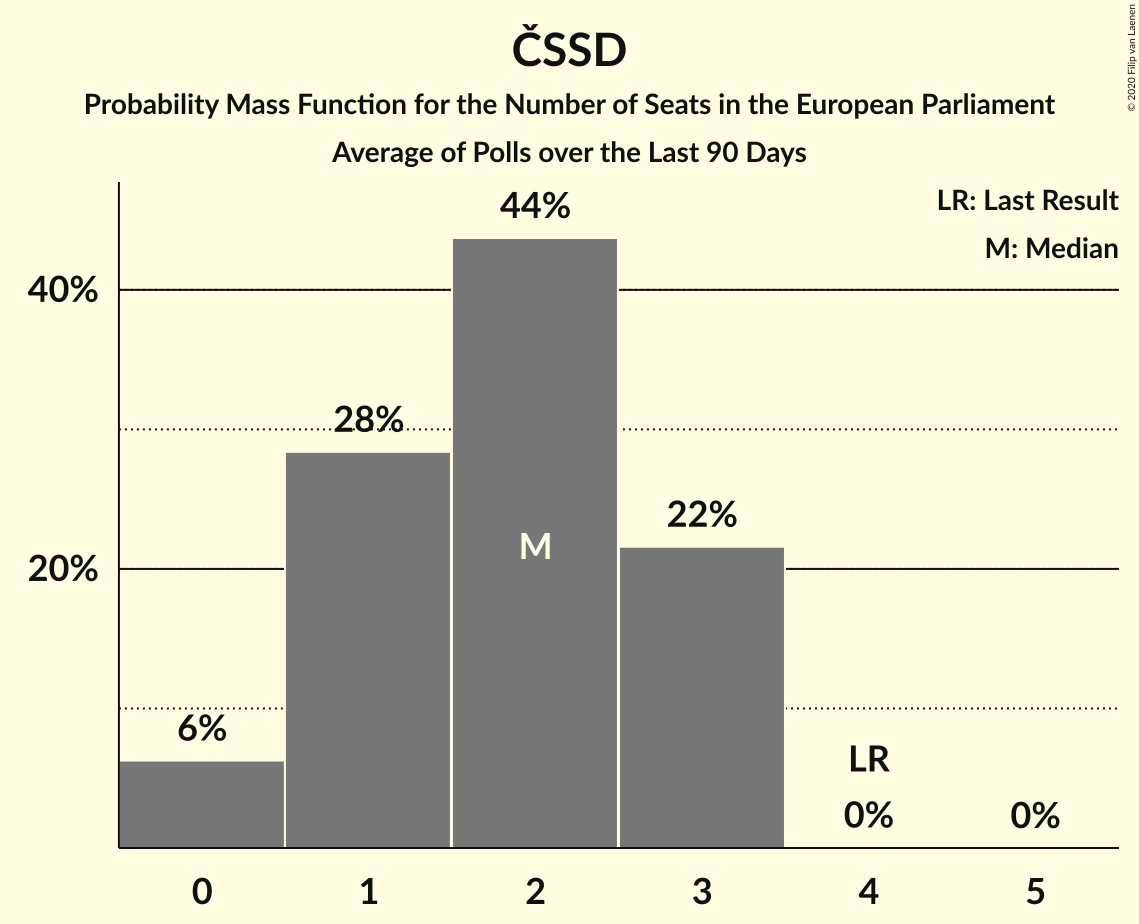 ČSSD
Probability Mass Function for the Number of Seats in the European Parliament
Average of Polls over the Last 90 Days
© 2020 Filip van Laenen
LR: Last Result
M: Median
44%
40%
28%
22%
M
20%
6%
LR
0%
0%
0 1 2 3 4 5